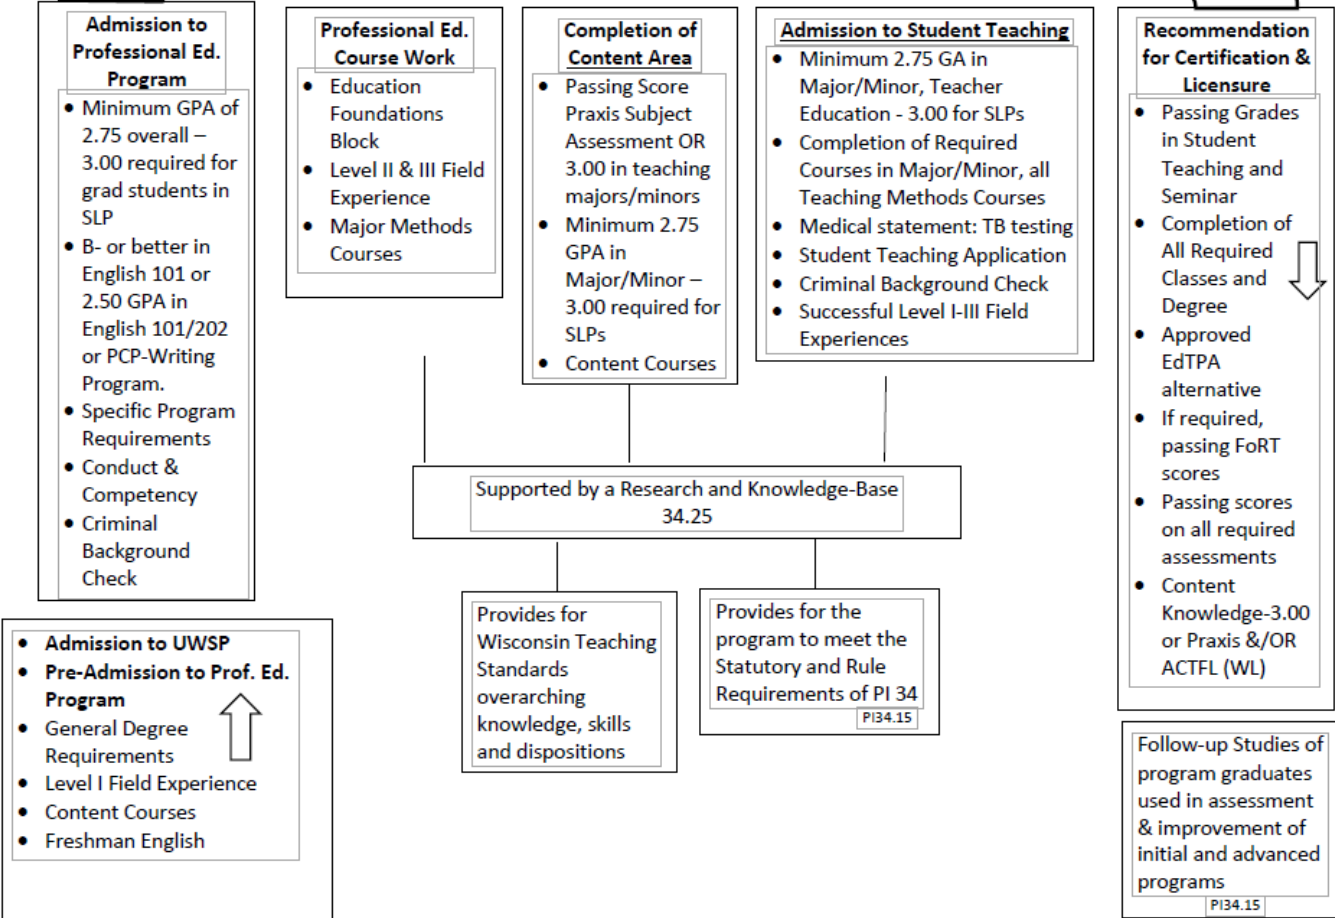 Admission to
Professional Ed.
Program
• Minimum GPA of
2.75 overall –
3.00 required for
grad students in
SLP
• B- or better in
English 101 or
2.50 GPA in
English 101/202
or PCP-Writing
Program.
• Specific Program
Requirements
• Conduct &
Competency
• Criminal
Background
Check
• Admission to UWSP
• Pre-Admission to Prof. Ed.
Program
• General Degree
Requirements
• Level I Field Experience
• Content Courses
• Freshman English
Professional Ed.
Course Work
• Education
Foundations
Block
• Level II & III Field
Experience
• Major Methods
Courses
Completion of
Content Area
• Passing Score
Praxis Subject
Assessment OR
3.00 in teaching
majors/minors
• Minimum 2.75
GPA in
Major/Minor –
3.00 required for
SLPs
• Content Courses
Admission to Student Teaching
• Minimum 2.75 GA in
Major/Minor, Teacher
Education - 3.00 for SLPs
• Completion of Required
Courses in Major/Minor, all
Teaching Methods Courses
• Medical statement: TB testing
• Student Teaching Application
• Criminal Background Check
• Successful Level I-III Field
Experiences
Supported by a Research and Knowledge-Base
34.25
Provides for
Wisconsin Teaching
Standards
overarching
knowledge, skills
and dispositions
Provides for the
program to meet the
Statutory and Rule
Requirements of PI 34
PI34.15
Recommendation
for Certification &
Licensure
• Passing Grades
in Student
Teaching and
Seminar
• Completion of
All Required
Classes and
Degree
• Approved
EdTPA
alternative
• If required,
passing FoRT
scores
• Passing scores
on all required
assessments
• Content
Knowledge-3.00
or Praxis &/OR
ACTFL (WL)
Follow-up Studies of
program graduates
used in assessment
& improvement of
initial and advanced
programs
PI34.15